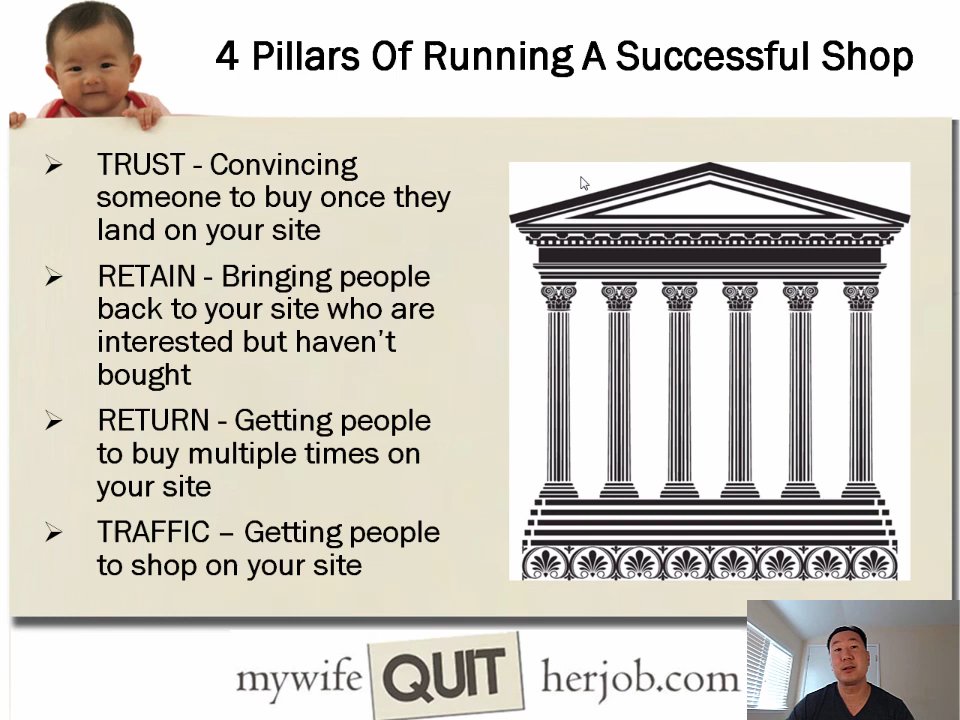 4 Pillars Of Running A Successful Shop
TRUST - Convincing
someone to buy once they
land on your site
RETAIN - Bringing people
back to your site who are
interested but haven't
bought
RETURN - Getting people
to buy multiple times on
your site
TRAFFIC – Getting people
to shop on your site
mywife QUIT herjob.com